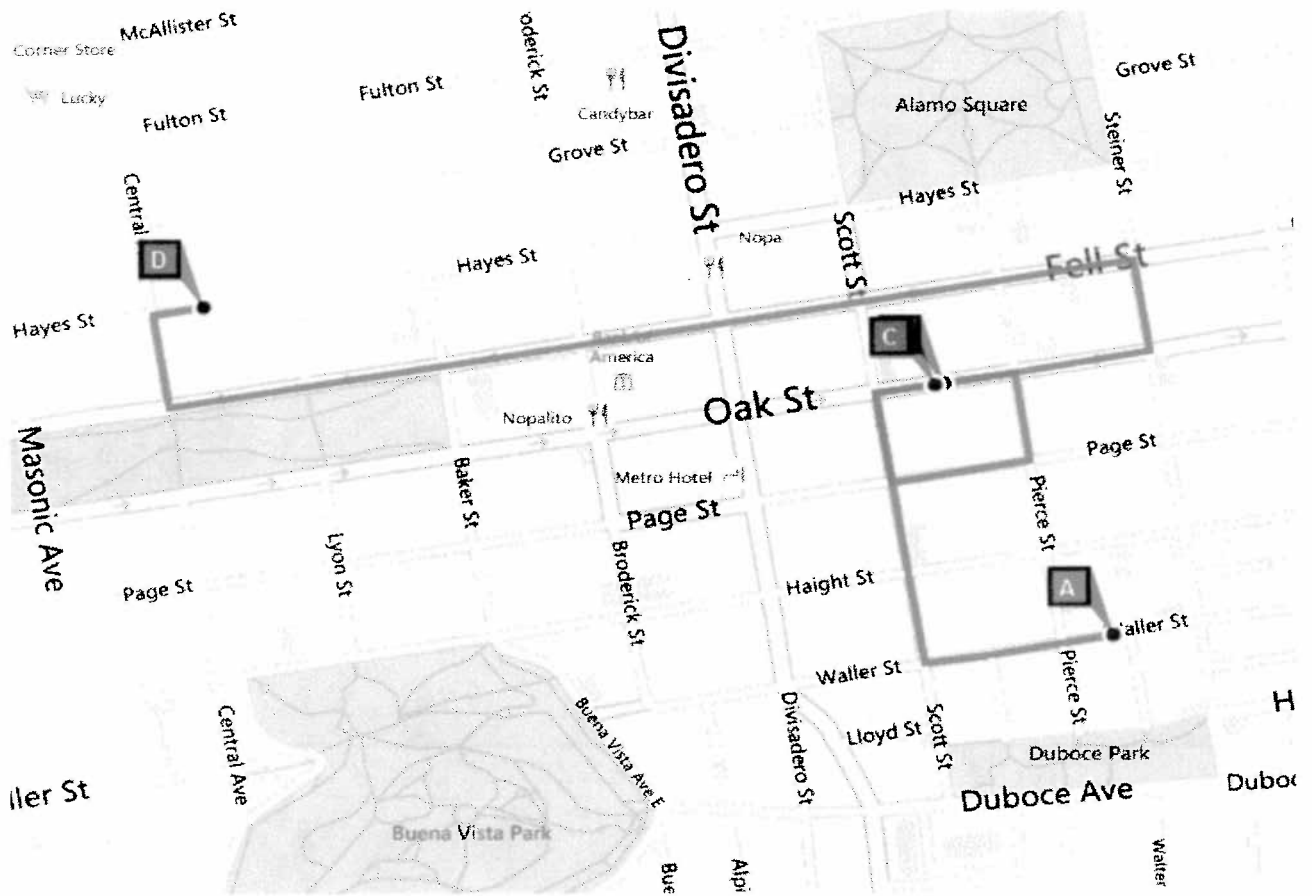 McAllister St
Corner Store
Lucky
Fulton St
Fulton St
oderick St
Candybar
Grove St
Divisadero St
Alamo Square
Grove St
Steiner St
Hayes St
Central
D
Hayes St
Hayes St
Nopa
Scott S
Fell St
C
America
Nopalito
Oak St
Masonic Ave
Baker St
Metro Hotel
Page St
Page St
Pierce St
Page St
Lyon St
Broderick St
Haight St
A
aller St
Waller St
Pierce St
Central Ave
Buena Vista Ave E
Divisadero St
Lloyd St
Scott St
Duboce Park
H
ller St
Duboce Ave
Duboc
Buena Vista Park
Bue
Alpi
Walter